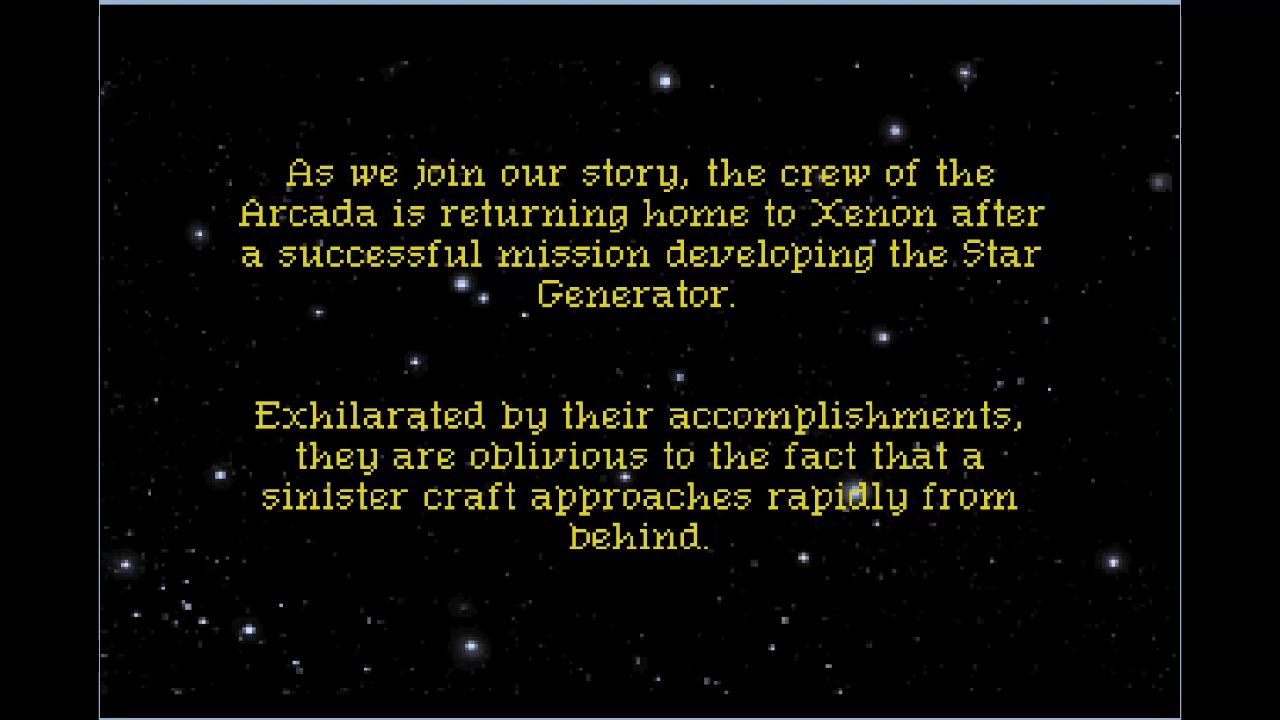 As we join our story, the crew of the
Arcada is returning home to Xenon after
a successful mission developing the Star
Generator.
Exhilarated by their accomplishments,
they are oblivious to the fact that a
sinister craft approaches rapidly from
behind.